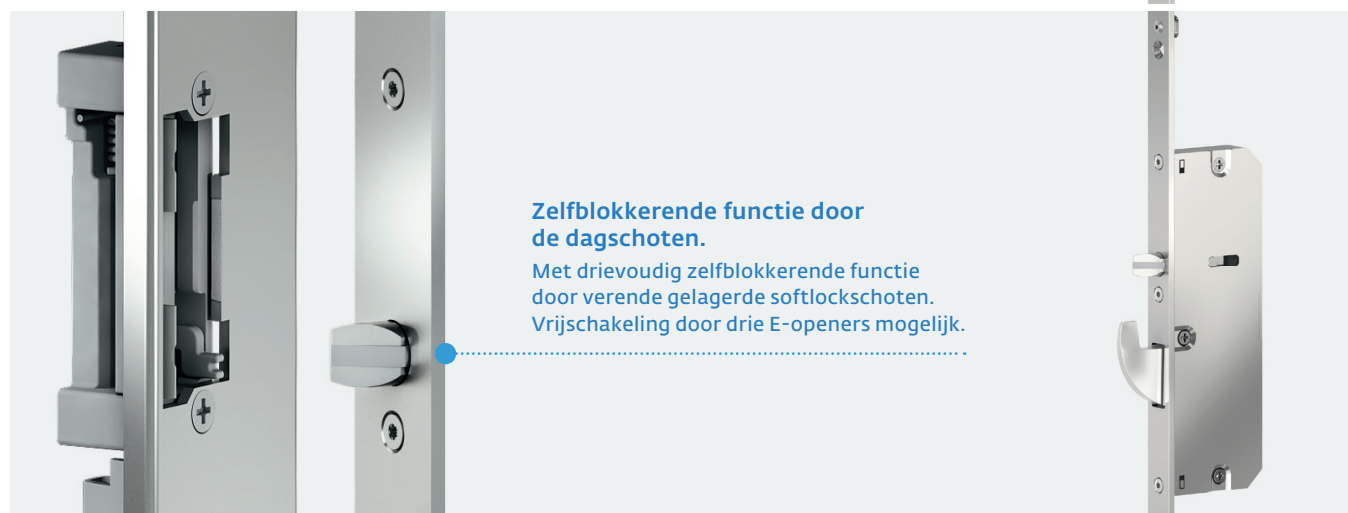 Zelfblokkerende functie door
de dagschoten.
Met drievoudig zelfblokkerende functie
door verende gelagerde softlockschoten.
Vrijschakeling door drie E-openers mogelijk.